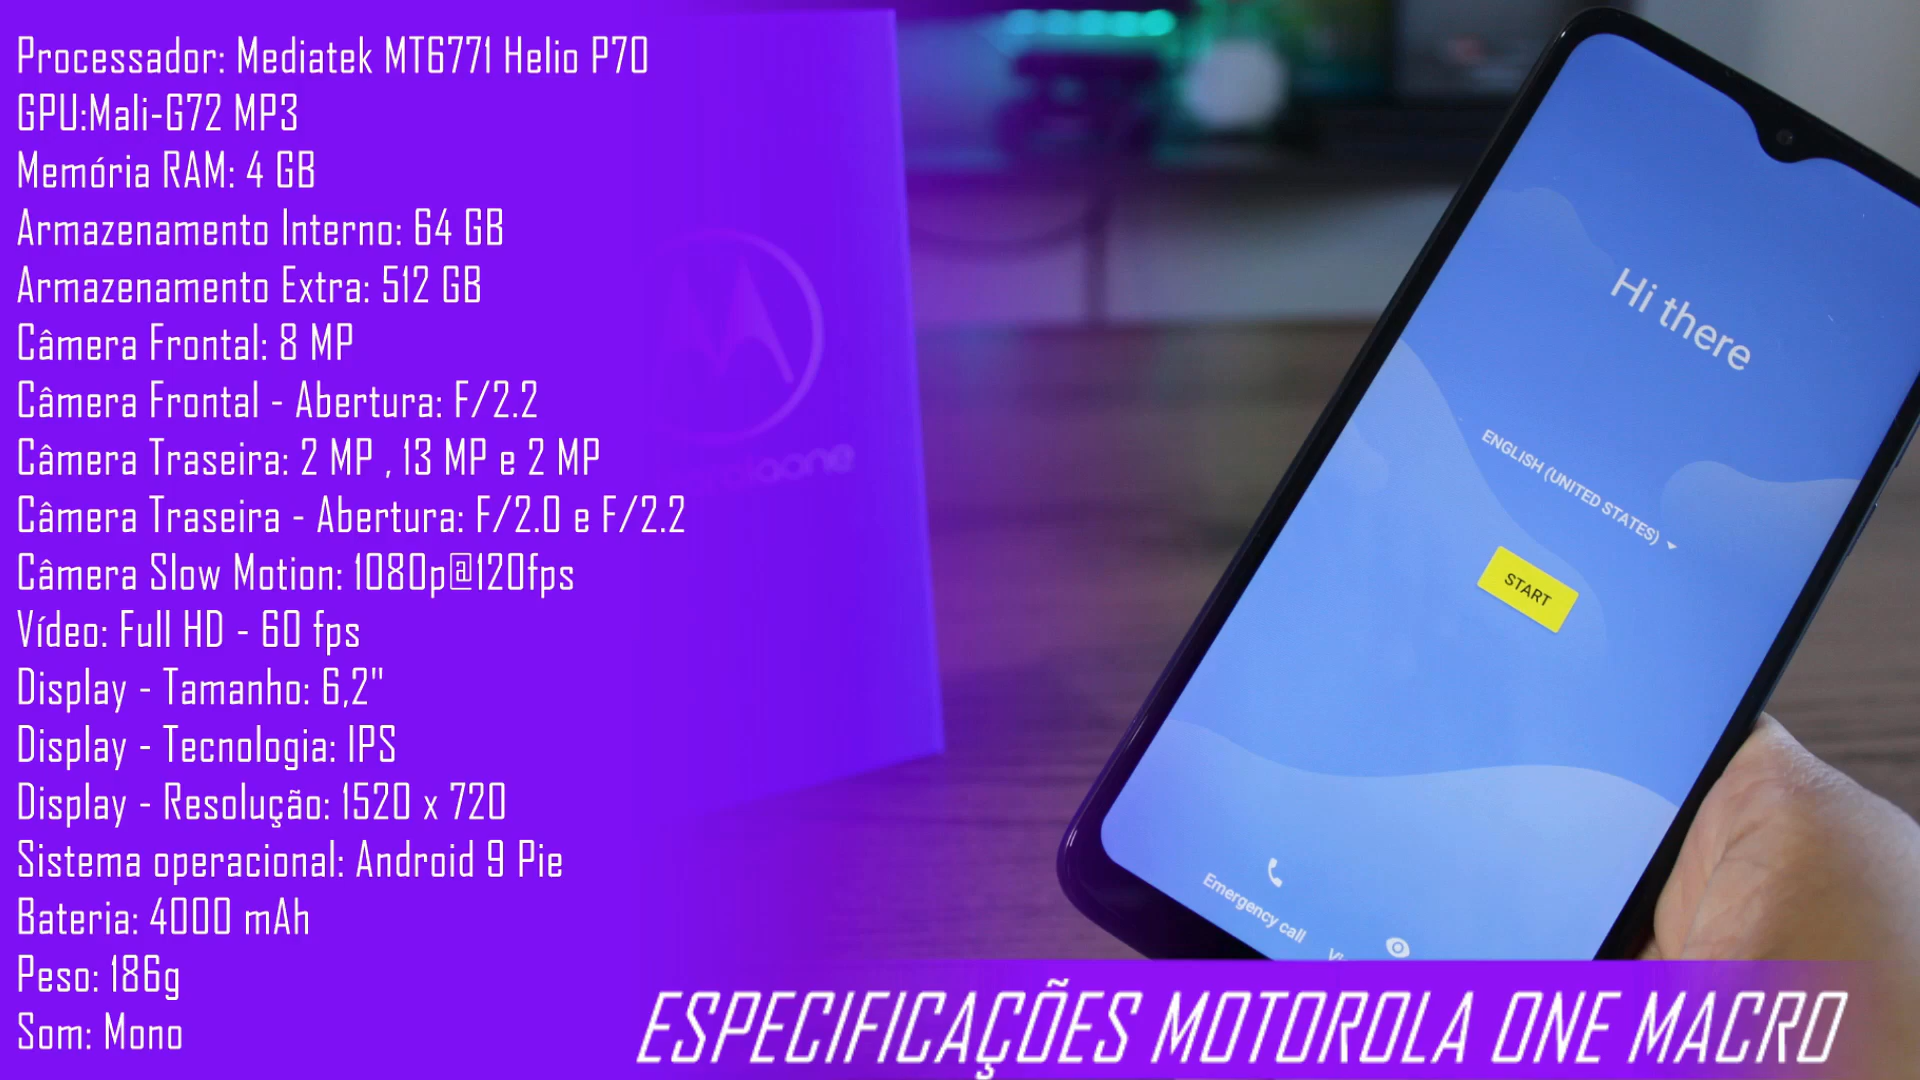 Processador: Mediatek MT6771 Helio P70
GPU:Mali-G72 MP3
Memória RAM: 4 GB
Armazenamento Interno: 64 GB
Armazenamento Extra: 512 GB
Câmera Frontal: 8 MP
Câmera Frontal - Abertura: F/2.2
Câmera Traseira: 2 MP , 13 MP e 2 MP
Câmera Traseira - Abertura: F/2.0 e F/2.2
Câmera Slow Motion: 1080p@120fps
Vídeo: Full HD - 60 fps
Display - Tamanho: 6,2"
Display - Tecnologia: IPS
Display - Resolução: 1520 x 720
Sistema operacional: Android 9 Pie
Bateria: 4000 mAh
Peso: 186g
Som: Mono
Hi there
ENGLISH (UNITED STATES)
START
Emergency call
ESPECIFICAÇÕES MOTOROLA ONE MACRO